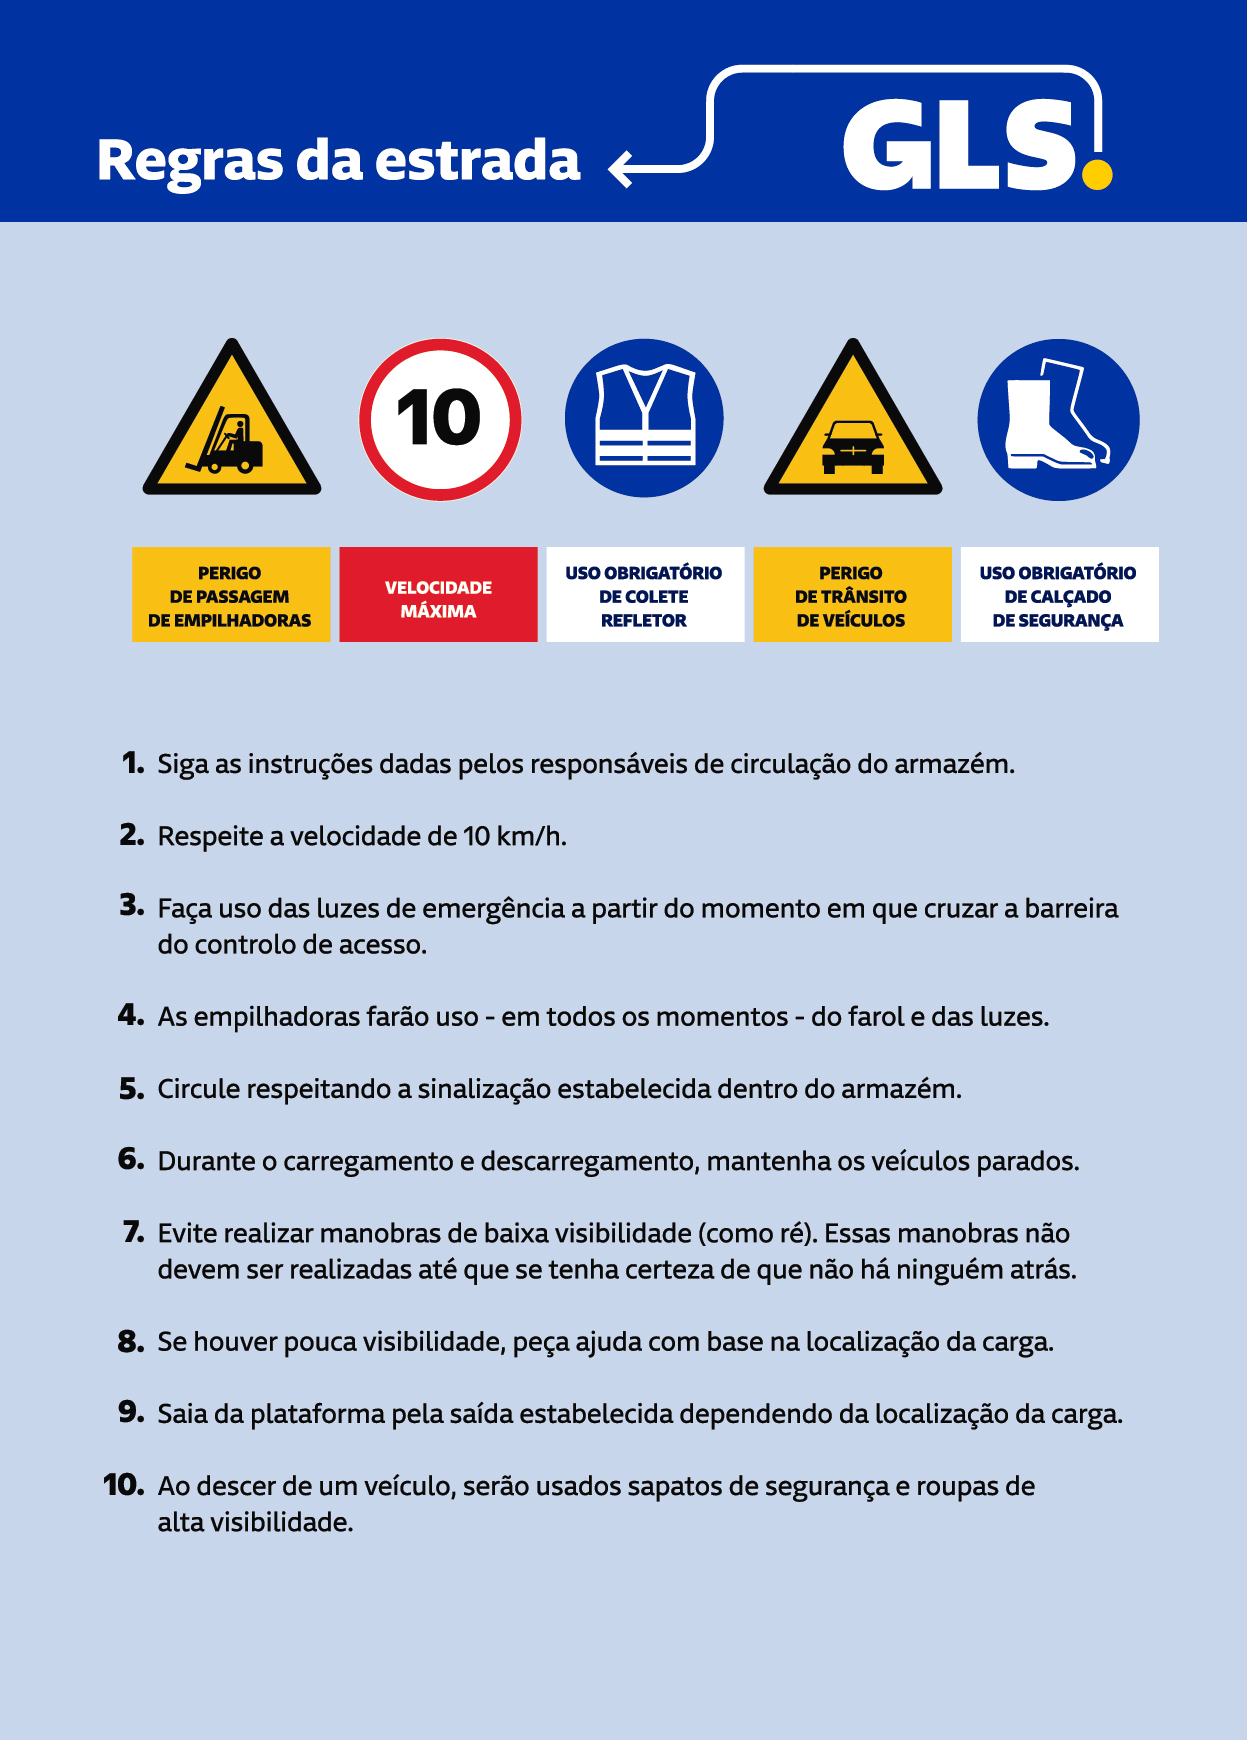 Regras da estrada
GLS.
10
PERIGO
DE PASSAGEM
DE EMPILHADORAS
VELOCIDADE
MÁXIMA
USO OBRIGATÓRIO
DE COLETE
REFLETOR
PERIGO
DE TRÂNSITO
DE VEÍCULOS
USO OBRIGATÓRIO
DE CALÇADO
DE SEGURANÇA
1. Siga as instruções dadas pelos responsáveis de circulação do armazém.
2. Respeite a velocidade de 10 km/h.
3. Faça uso das luzes de emergência a partir do momento em que cruzar a barreira
do controlo de acesso.
4. As empilhadoras farão uso - em todos os momentos - do farol e das luzes.
5. Circule respeitando a sinalização estabelecida dentro do armazém.
6. Durante o carregamento e descarregamento, mantenha os veículos parados.
7. Evite realizar manobras de baixa visibilidade (como ré). Essas manobras não
devem ser realizadas até que se tenha certeza de que não há ninguém atrás.
8. Se houver pouca visibilidade, peça ajuda com base na localização da carga.
9. Saia da plataforma pela saída estabelecida dependendo da localização da carga.
10. Ao descer de um veículo, serão usados sapatos de segurança e roupas de
alta visibilidade.